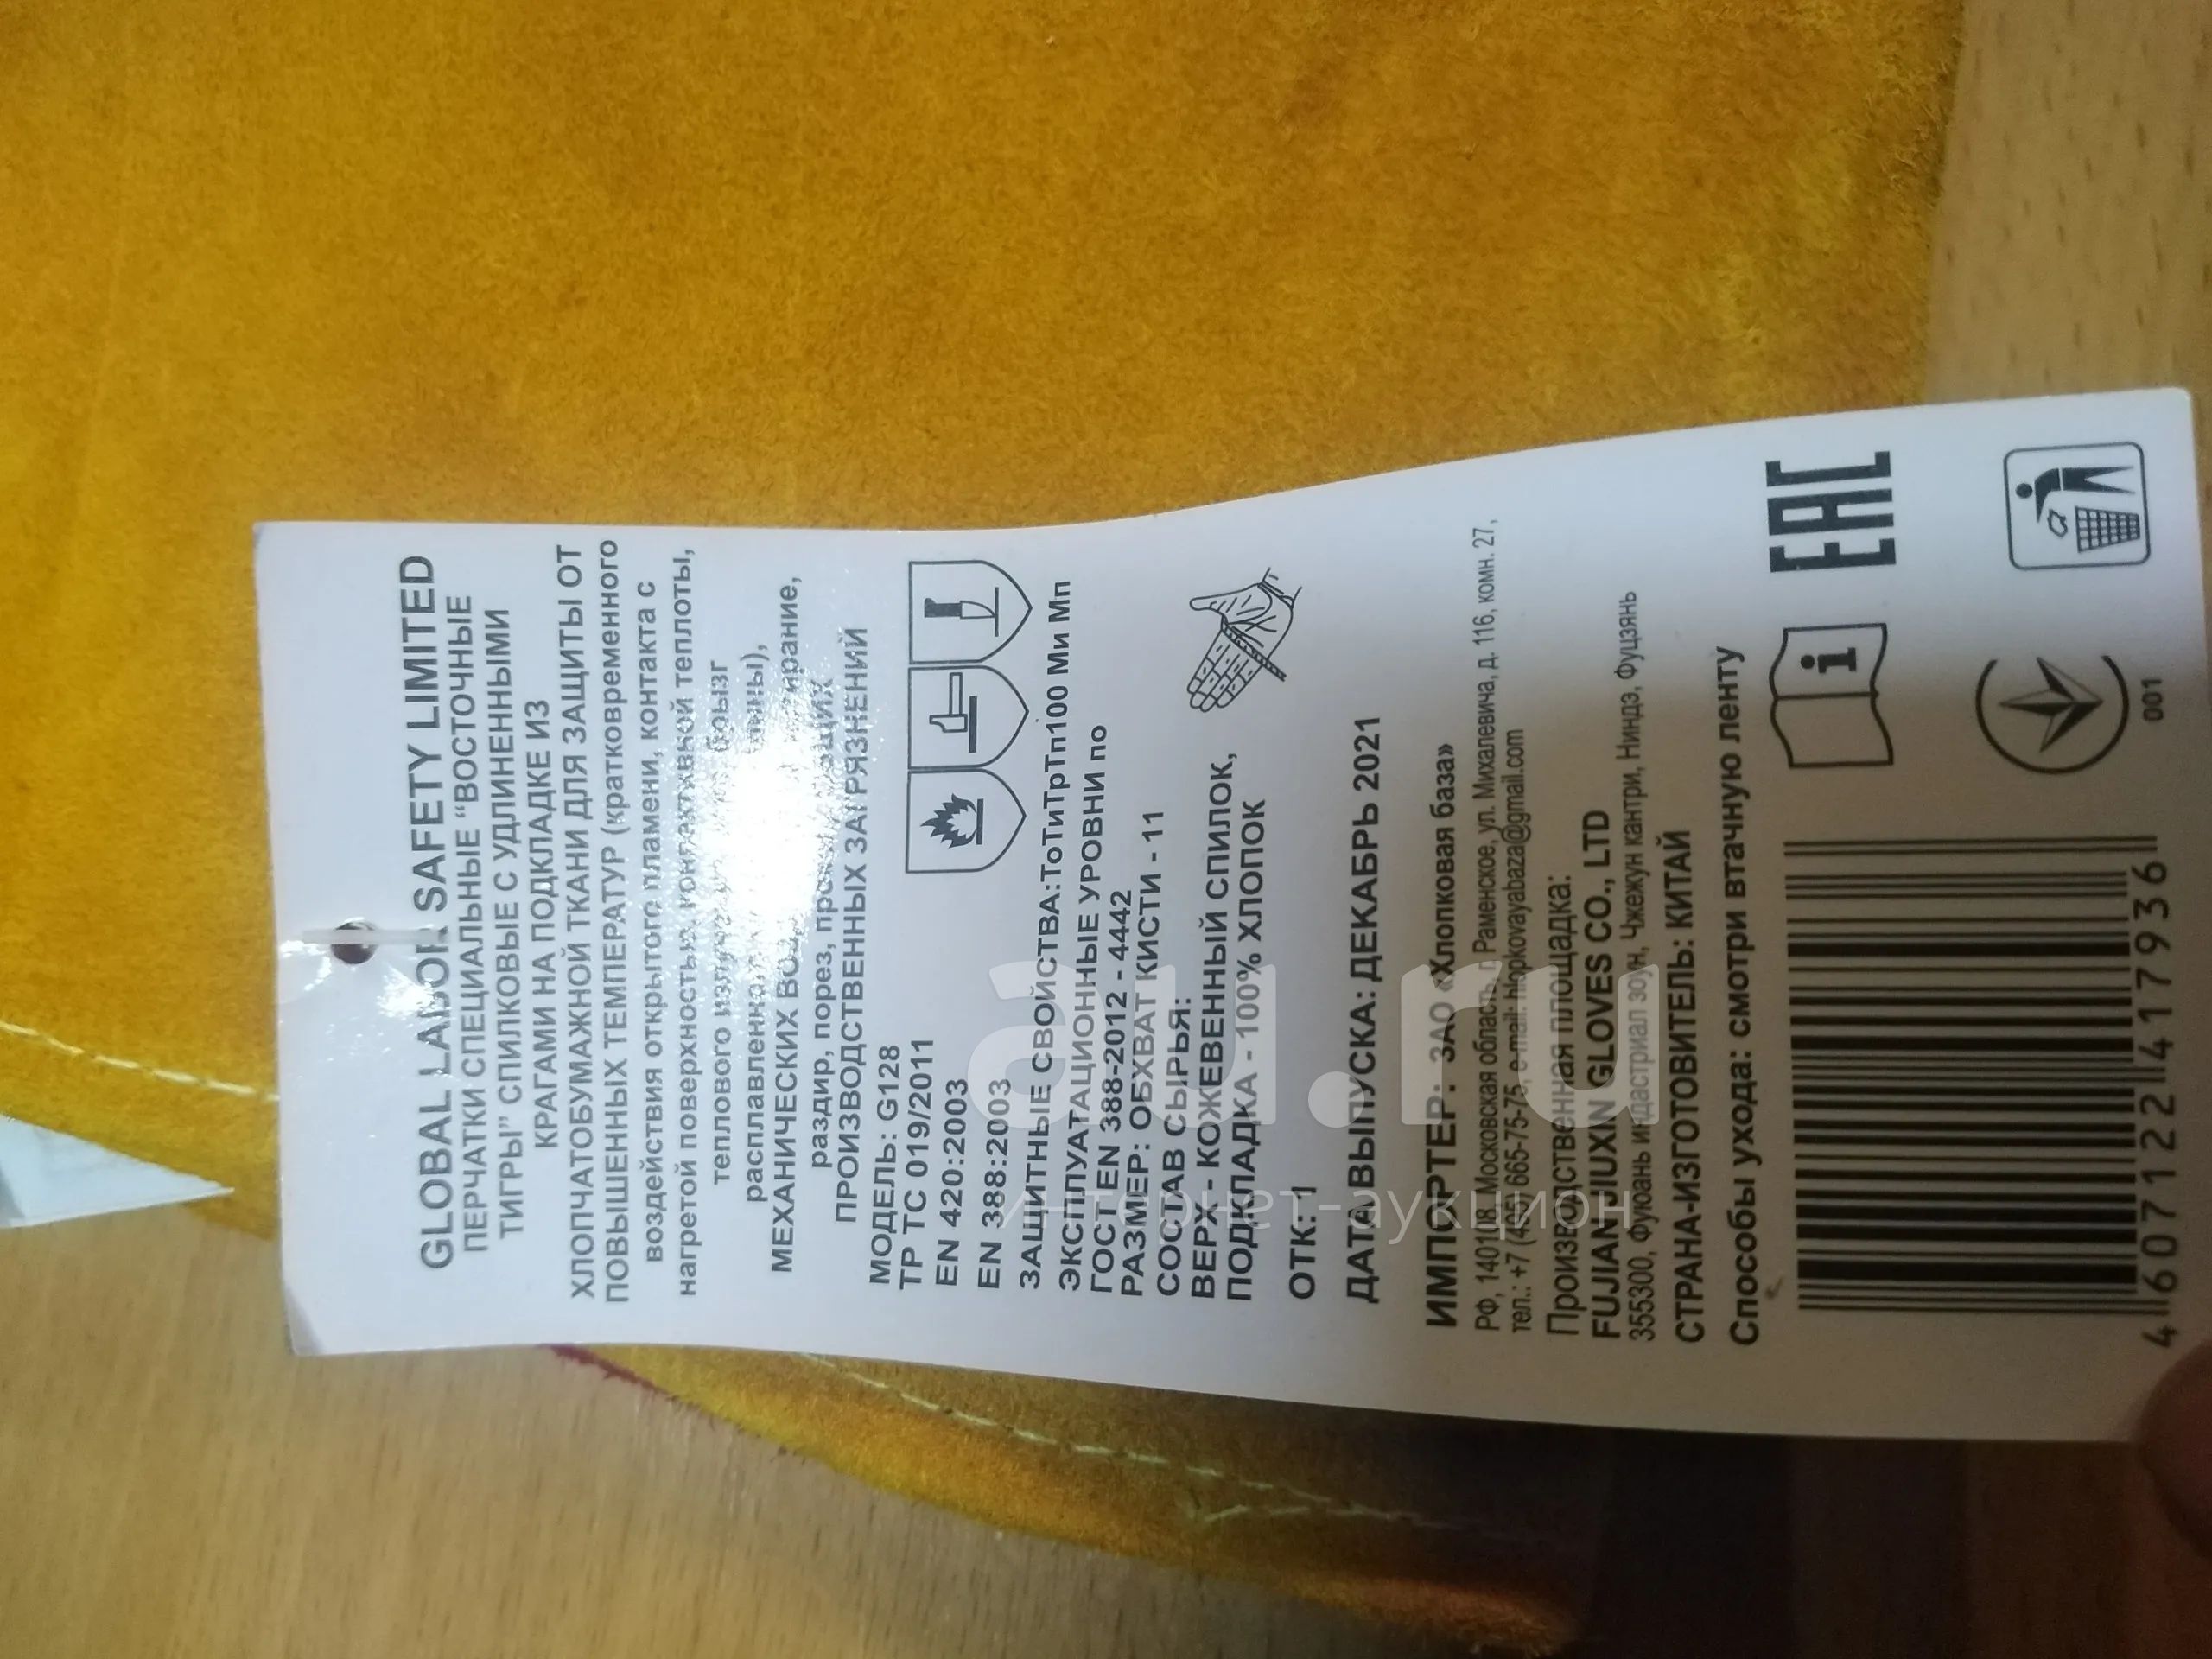 GLOBAL LABOR SAFETY LIMITED
ПЕРЧАТКИ СПЕЦИАЛЬНЫЕ "ВОСТОЧНЫЕ
ТИГРЫ" СПИЛКОВЫЕ С УДЛИНЕННЫМИ
КРАГАМИ НА ПОДКЛАДКЕ ИЗ
ХЛОПЧАТОБУМАЖНОЙ ТКАНИ ДЛЯ ЗАЩИТЫ ОТ
ПОВЫШЕННЫХ ТЕМПЕРАТУР (кратковременного
воздействия открытого пламени, контакта с
нагретой поверхностью, конвективной теплоты,
теплового брызг
МЕХАНИЧЕСКИХ
раздир, порез,
ПРОИЗВОДСТВЕННЫХ ЗАГРЯЗНЕНИЙ
МОДЕЛЬ: G128
ТР ТС 019/2011
EN 420:2003
EN 388:2003
ЗАЩИТНЫЕ СВОЙСТВА:ТоТиТрТп100 Ми Мп
ЭКСПЛУАТАЦИОННЫЕ УРОВНИ по
ГОСТ EN 388-2012 - 4442
РАЗМЕР: ОБХВАТ КИСТИ - 11
СОСТАВ СЫРЬЯ:
ВЕРХ - КОЖЕВЕННЫЙ СПИЛОК,
ПОДКЛАДКА - 100% ХЛОПОК
ОТК: 1
ДАТА ВЫПУСКА: ДЕКАБРЬ 2021
ИМПОРТЕР: ЗАО «Хлопковая база»
РФ, 140108, Московская область, г. Раменское, ул. Михалевича, д. 116, комн. 27,
тел.: +7 (495) 665-75-75, e-mail: hlopkovayabaza@gmail.com
Производственная площадка:
FUJIAN JIUXIN GLOVES CO., LTD
355300, Фуюань индастриал зоун, Чжежун кантри, Ниндэ, Фуцзянь
СТРАНА-ИЗГОТОВИТЕЛЬ: КИТАЙ
Способы ухода: смотри втачную ленту
i
EAC
001
4 607122 417936
au.ru
интернет-аукцион